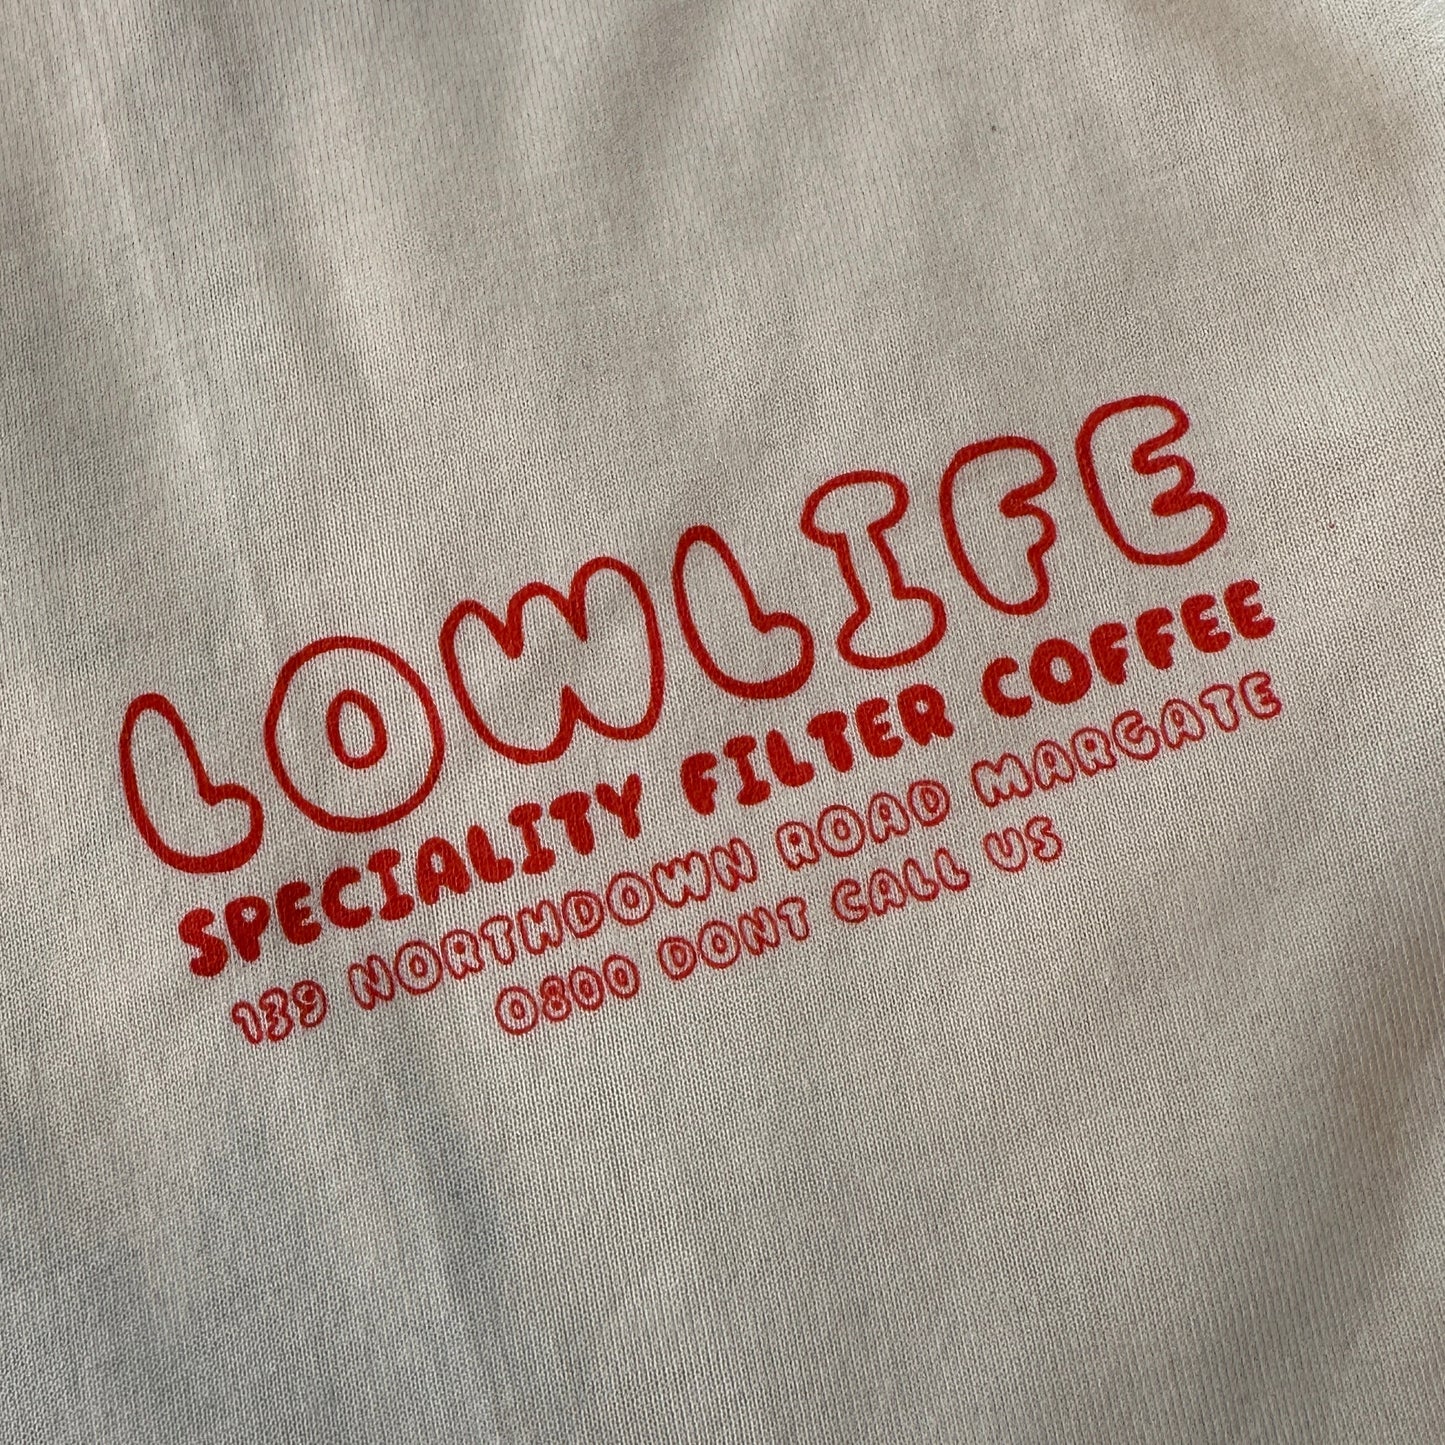 LOWLIFE
SPECIALITY FILTER COFFEE
139 NORTHDOWN ROAD MARGATE
0800 DONT CALL US